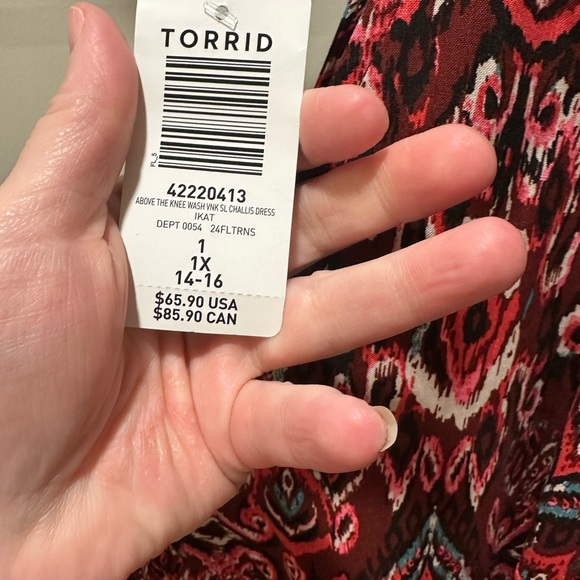 TORRID
FL_5
42220413
ABOVE THE KNEE WASH VNK SL CHALLIS DRESS
IKAT
DEPT 0054 24FLTRNS
1
1X
14-16
$65.90 USA
$85.90 CAN